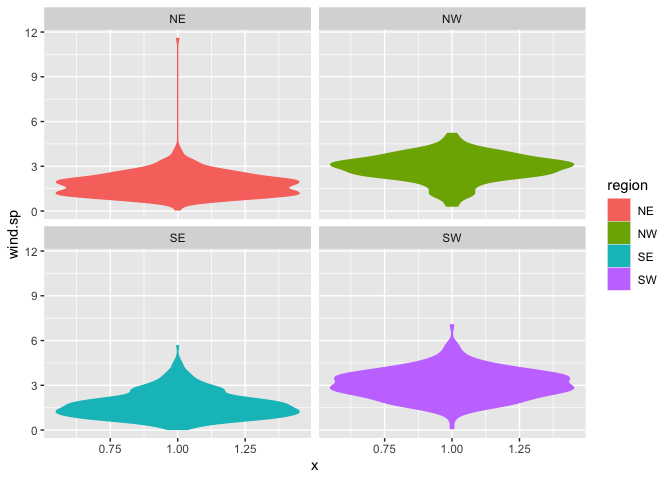 NE NW
12
9
6
3
0
wind.sp
SE SW
12
9
6
3
0
0.75 1.00 1.25 0.75 1.00 1.25
x
region
NE
NW
SE
SW